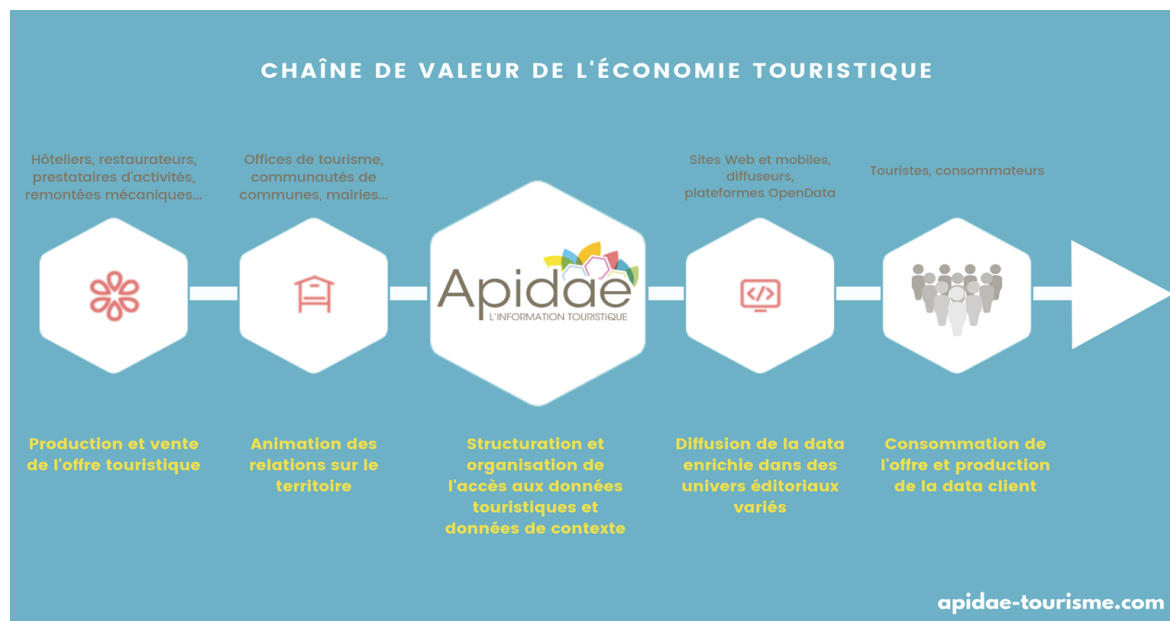 CHAÎNE DE VALEUR DE L'ÉCONOMIE TOURISTIQUE
Hôteliers, restaurateurs,
prestataires d'activités,
remontées mécaniques...
Offices de tourisme,
communautés de
communes, mairies...
Sites Web et mobiles,
diffuseurs,
plateformes OpenData
Touristes, consommateurs
Apidae
L'INFORMATION TOURISTIQUE
</>
Production et vente
de l'offre touristique
Animation des
relations sur le
territoire
Structuration et
organisation de
l'accès aux données
touristiques et
données de contexte
Diffusion de la data
enrichie dans des
univers éditoriaux
variés
Consommation de
l'offre et production
de la data client
apidae-tourisme.com